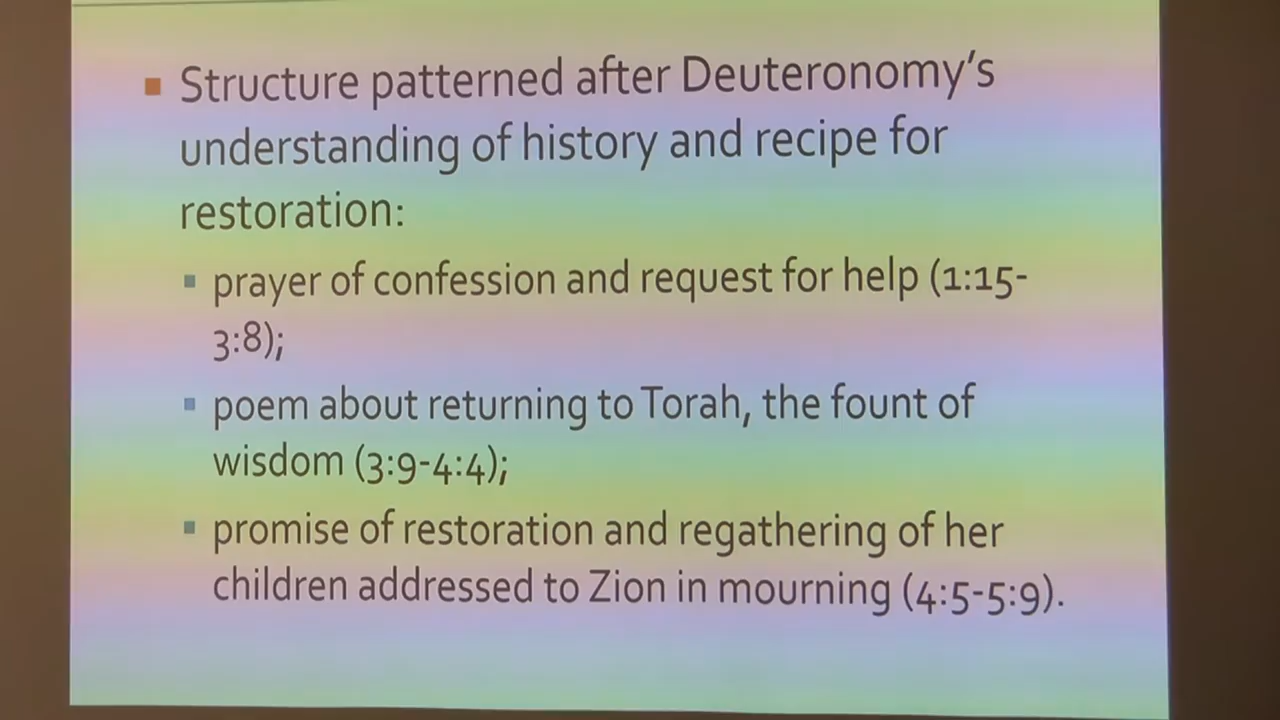 Structure patterned after Deuteronomy's
understanding of history and recipe for
restoration:
prayer of confession and request for help (1:15-
3:8);
poem about returning to Torah, the fount of
wisdom (3:9-4:4);
promise of restoration and regathering of her
children addressed to Zion in mourning (4:5-5:9).